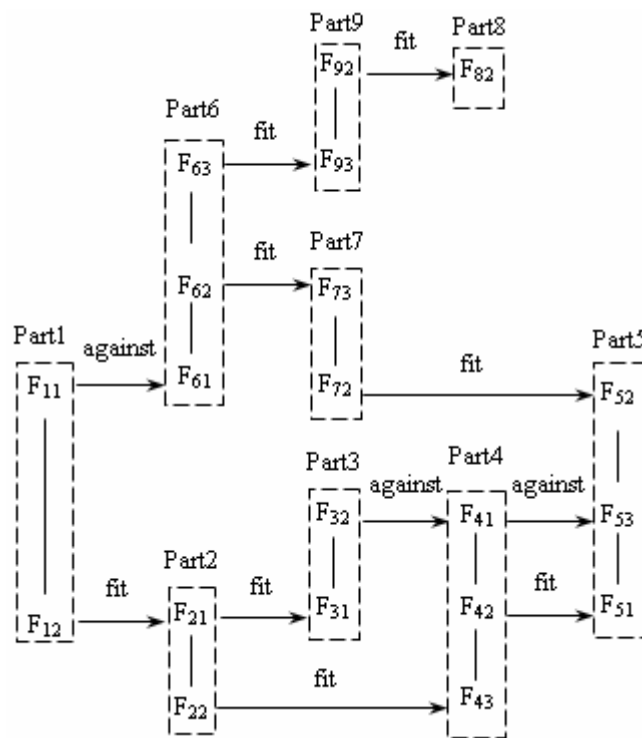 Part9
Part8
fit
F92
F82
Part6
fit
F63
F93
Part7
fit
F62
F73
Part1
against
F61
F11
F72
fit
Part5
F52
Part3
Part4
against
against
F32
F41
F53
Part2
fit
fit
fit
F12
F21
F31
F42
F51
fit
F22
F43